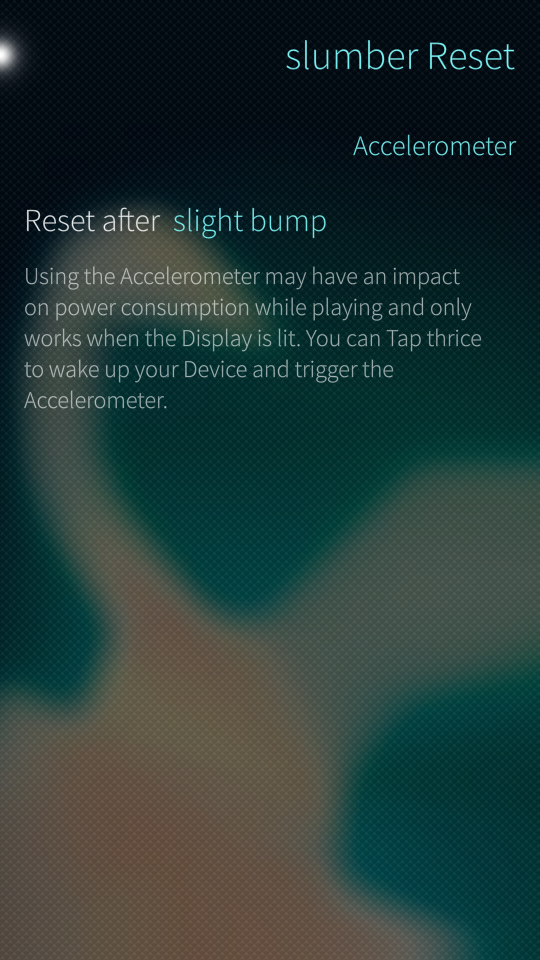 slumber Reset
Accelerometer
Reset after slight bump
Using the Accelerometer may have an impact
on power consumption while playing and only
works when the Display is lit. You can Tap thrice
to wake up your Device and trigger the
Accelerometer.